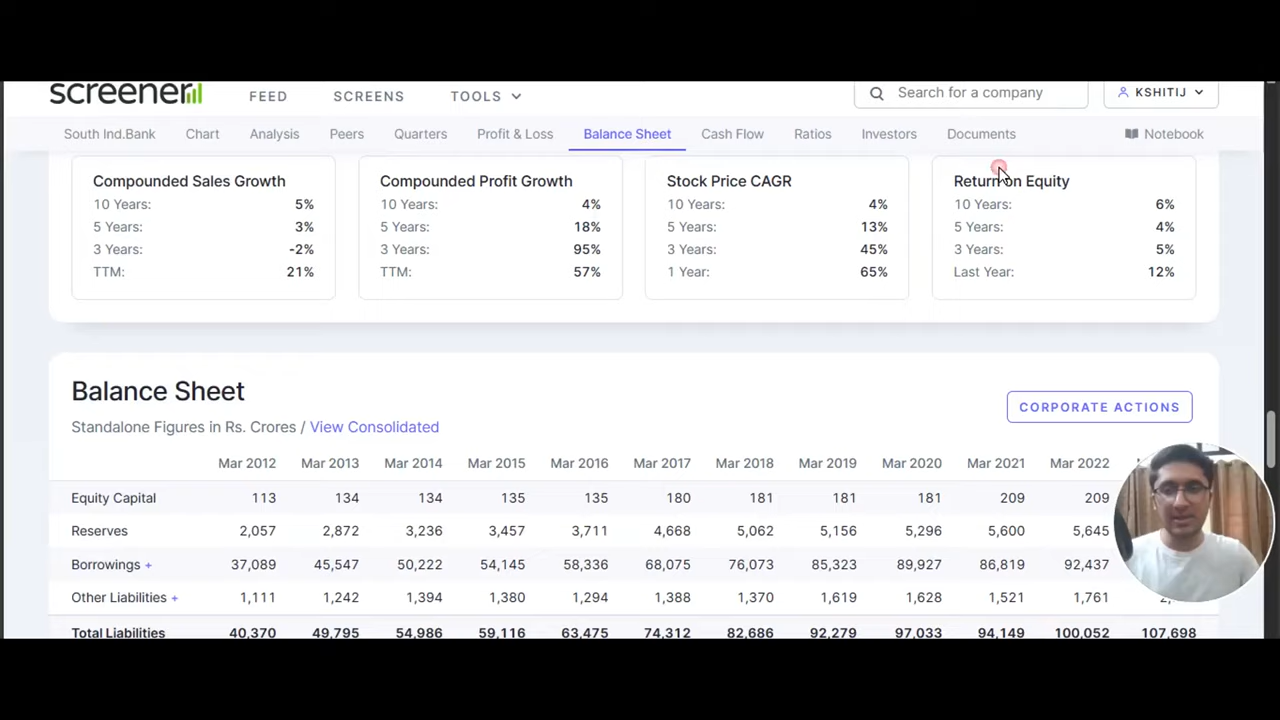 screener
FEED SCREENS TOOLS Search for a company KSHITIJ
South Ind.Bank Chart Analysis Peers Quarters Profit & Loss Balance Sheet Cash Flow Ratios Investors Documents Notebook
Compounded Sales Growth
10 Years: 5%
5 Years: 3%
3 Years: -2%
TTM: 21%
Compounded Profit Growth
10 Years: 4%
5 Years: 18%
3 Years: 95%
TTM: 57%
Stock Price CAGR
10 Years: 4%
5 Years: 13%
3 Years: 45%
1 Year: 65%
Return on Equity
10 Years: 6%
5 Years: 4%
3 Years: 5%
Last Year: 12%
Balance Sheet
Standalone Figures in Rs. Crores / View Consolidated
CORPORATE ACTIONS
Mar 2012 Mar 2013 Mar 2014 Mar 2015 Mar 2016 Mar 2017 Mar 2018 Mar 2019 Mar 2020 Mar 2021 Mar 2022
Equity Capital 113 134 134 135 135 180 181 181 181 209 209
Reserves 2,057 2,872 3,236 3,457 3,711 4,668 5,062 5,156 5,296 5,600 5,645
Borrowings + 37,089 45,547 50,222 54,145 58,336 68,075 76,073 85,323 89,927 86,819 92,437
Other Liabilities + 1,111 1,242 1,394 1,380 1,294 1,388 1,370 1,619 1,628 1,521 1,761
Total Liabilities 40,370 49,795 54,986 59,116 63,475 74,312 82,686 92,279 97,033 94,149 100,052 107,698